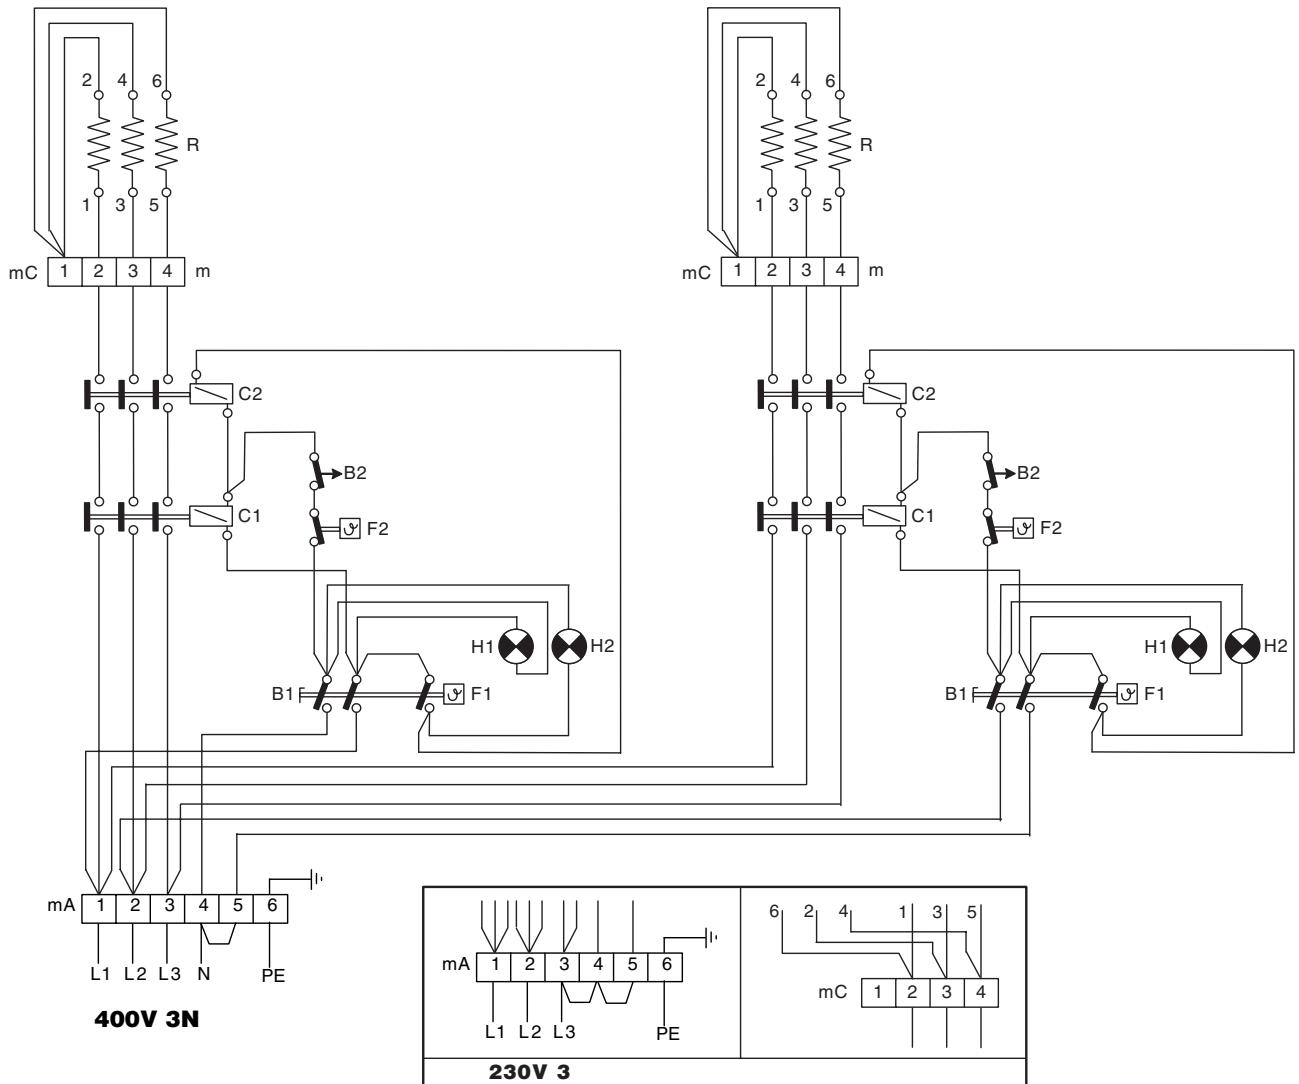 2 4 6 2 4 6
R R
1 3 5 1 3 5
mC 1 2 3 4 m mC 1 2 3 4 m
C2 C2
B2 B2
C1 F2 C1 F2
H1 H2 H1 H2
B1 F1 B1 F1
mA 1 2 3 4 5 6
L1 L2 L3 N PE
400V 3N
mA 1 2 3 4 5 6
L1 L2 L3 PE
230V 3
6 2 4 1 3 5
mC 1 2 3 4